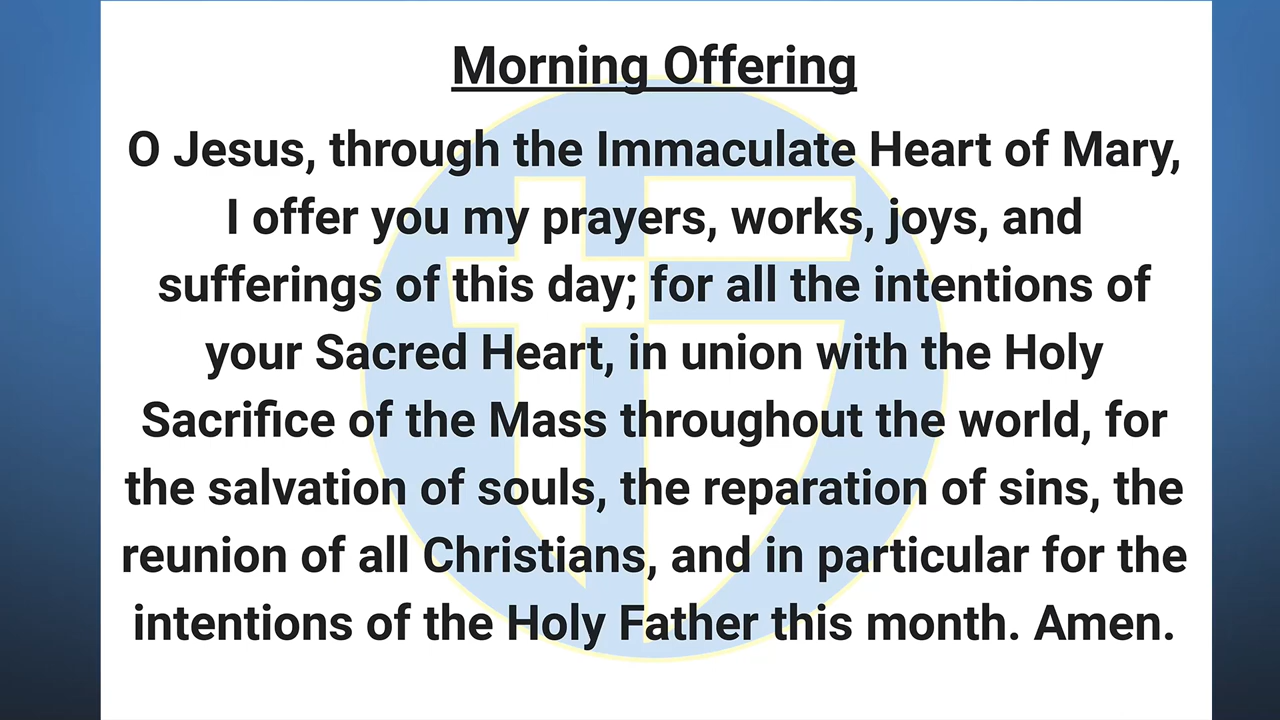 Morning Offering
O Jesus, through the Immaculate Heart of Mary,
I offer you my prayers, works, joys, and
sufferings of this day; for all the intentions of
your Sacred Heart, in union with the Holy
Sacrifice of the Mass throughout the world, for
the salvation of souls, the reparation of sins, the
reunion of all Christians, and in particular for the
intentions of the Holy Father this month. Amen.